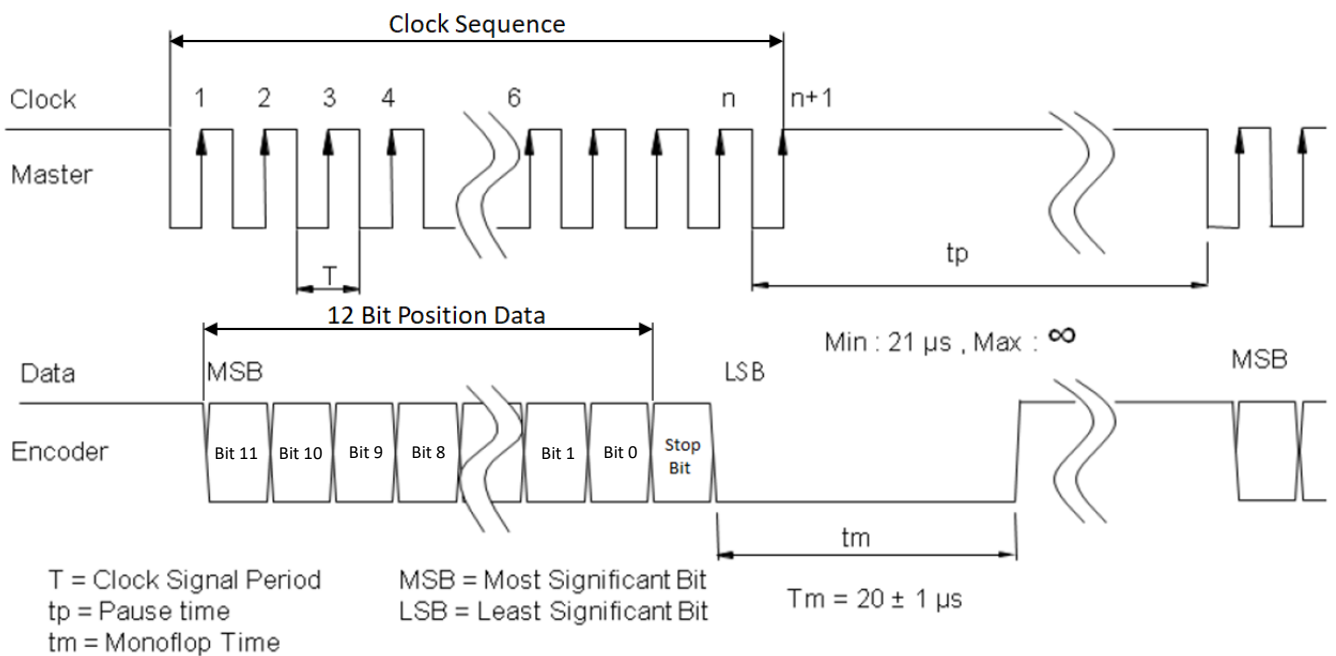 Clock Sequence
Clock 1 2 3 4 6 n n+1
Master
T
tp
12 Bit Position Data
Min : 21 µs , Max : ∞
Data MSB LSB MSB
Encoder Bit 11 Bit 10 Bit 9 Bit 8 Bit 1 Bit 0 Stop Bit
tm
T = Clock Signal Period MSB = Most Significant Bit
tp = Pause time LSB = Least Significant Bit
Tm = 20 ± 1 µs
tm = Monoflop Time